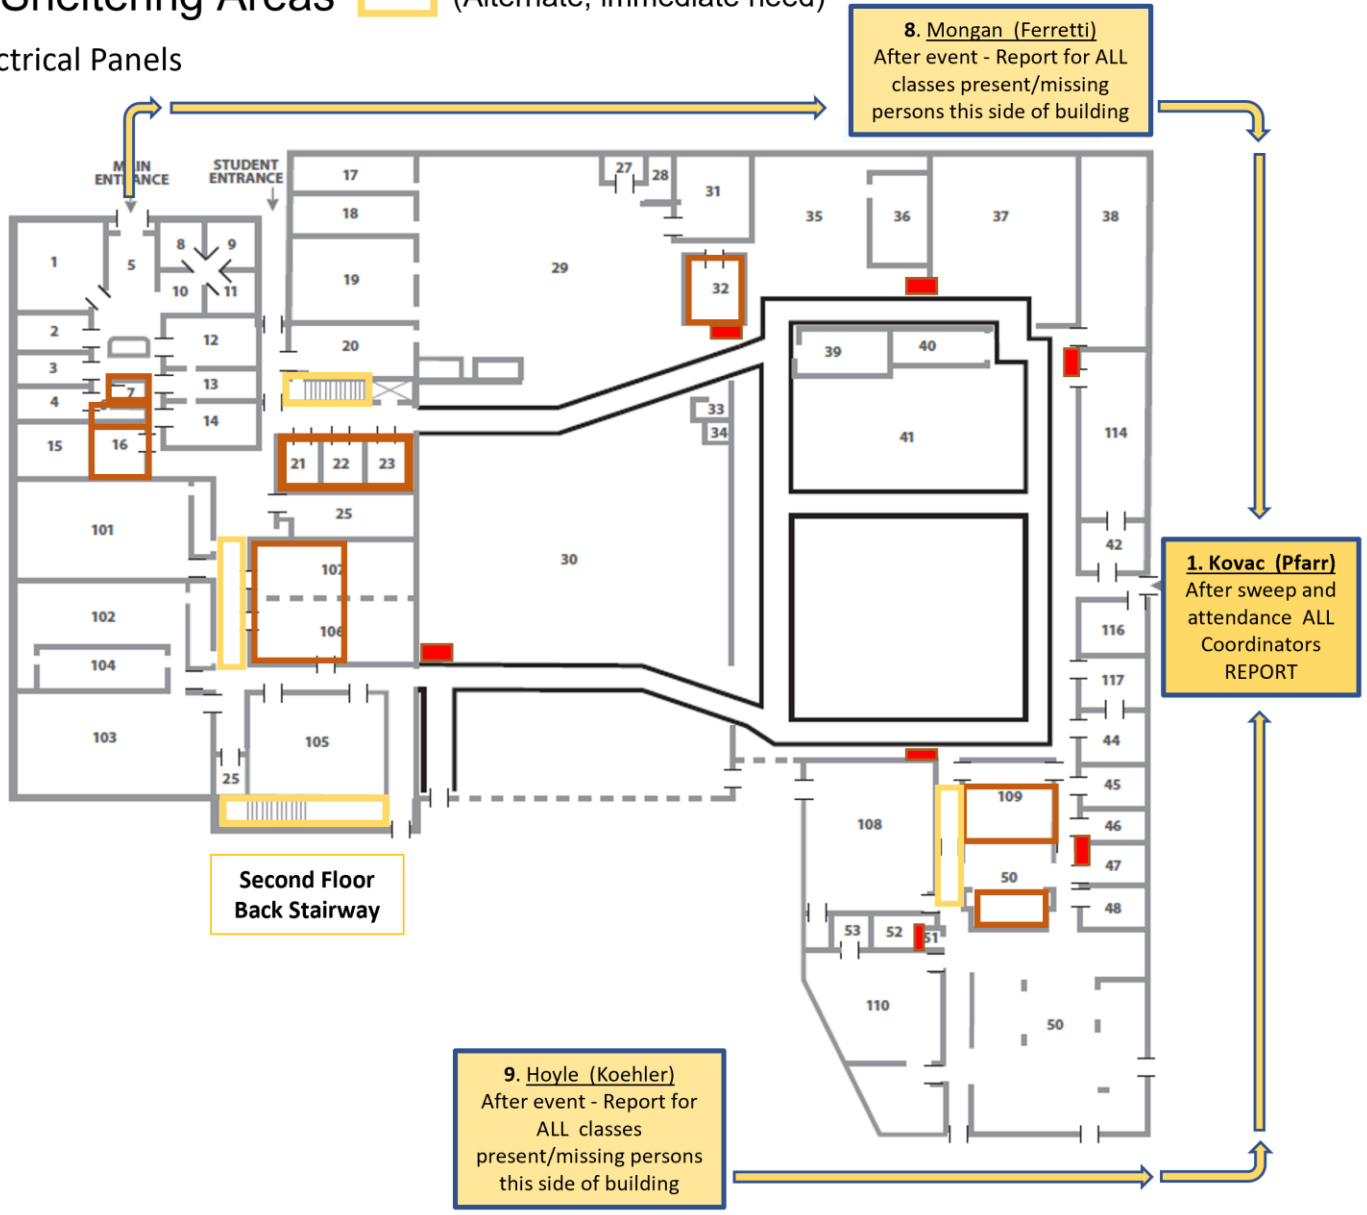 Sheltering Areas
(Alternate, immediate need)
ctrical Panels
8. Mongan (Ferretti)
After event - Report for ALL
classes present/missing
persons this side of building
MAIN
ENTRANCE
STUDENT
ENTRANCE
17
27
28
31
18
35
36
37
38
1
5
8
9
29
19
10
11
32
2
12
20
39
40
3
13
7
4
33
14
34
114
15
16
21
22
23
41
25
101
42
30
107
1. Kovac (Pfarr)
After sweep and
attendance ALL
Coordinators
REPORT
102
106
116
104
117
103
105
44
25
45
109
108
46
47
50
48
Second Floor
Back Stairway
53
52
51
110
50
9. Hoyle (Koehler)
After event - Report for
ALL classes
present/missing persons
this side of building